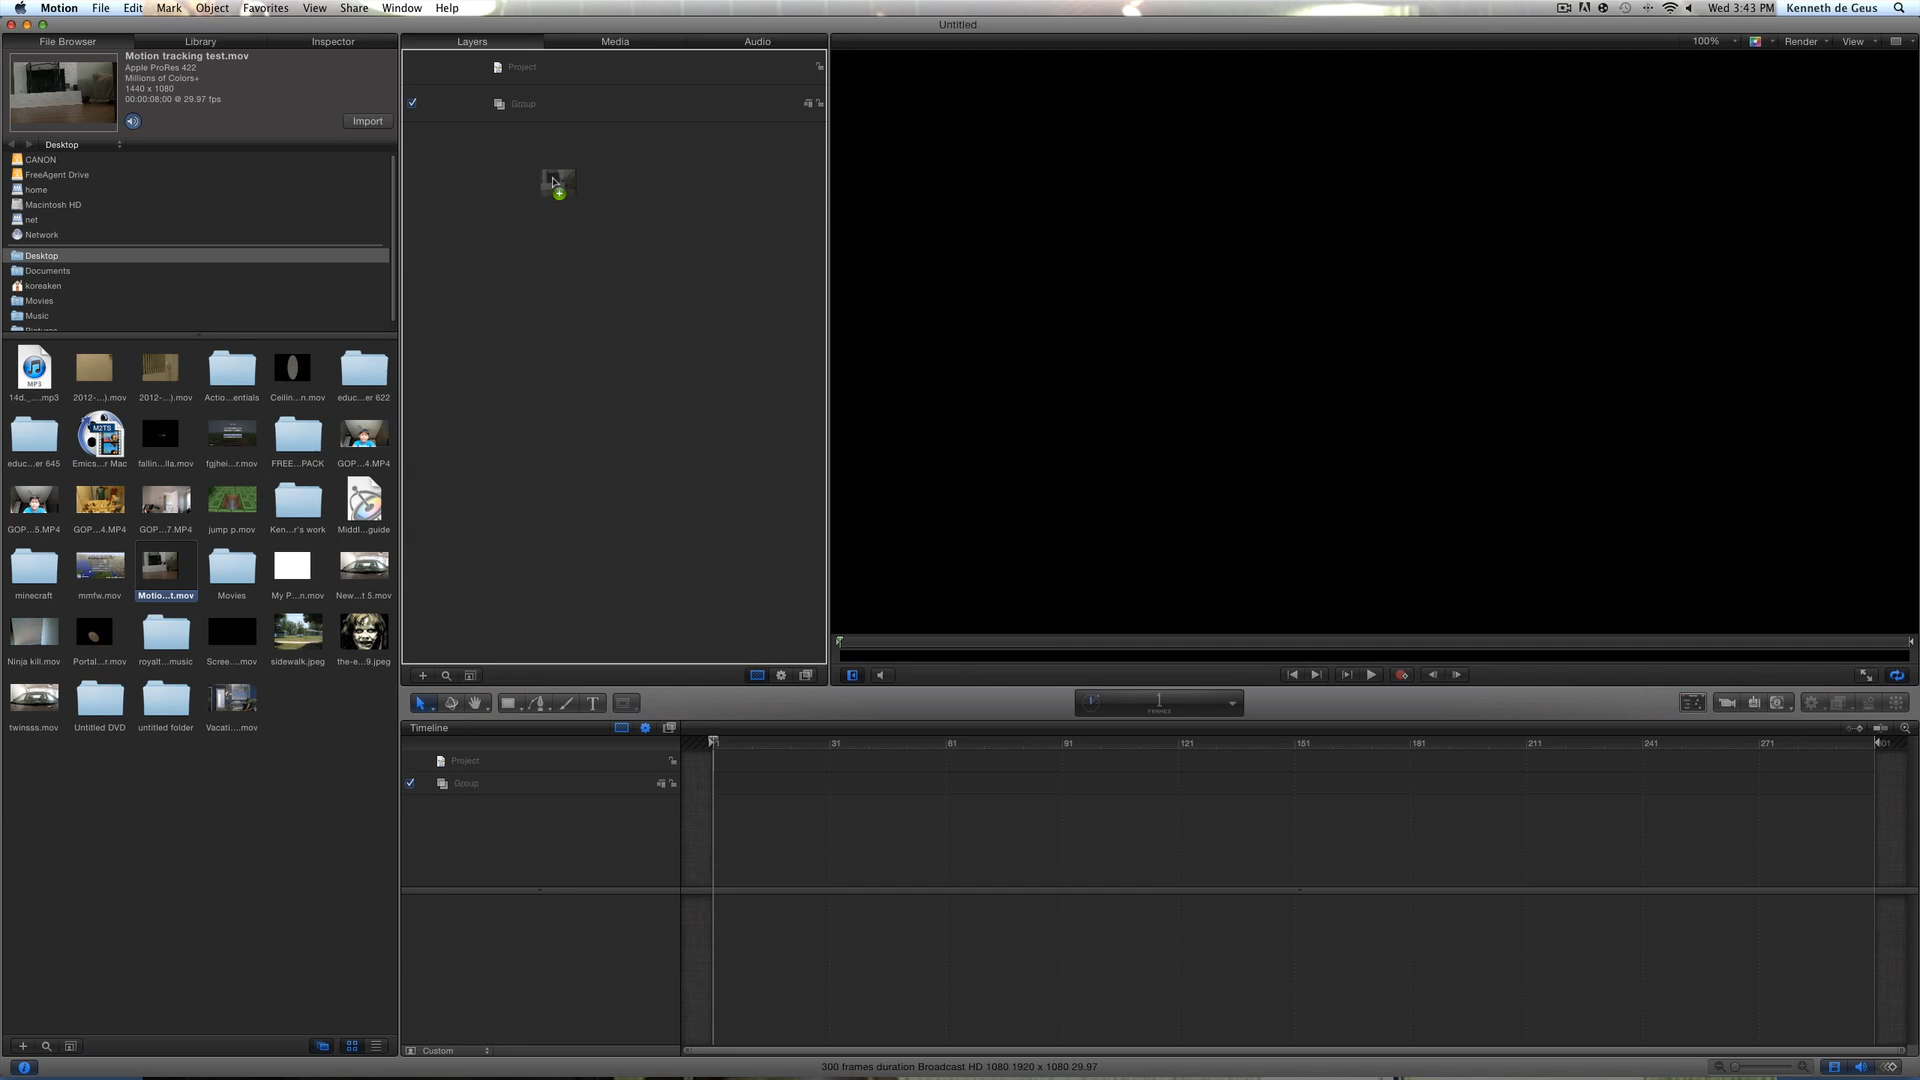 Motion File Edit Mark Object Favorites View Share Window Help
Wed 3:43 PM Kenneth de Geus
Untitled
File Browser Library Inspector
Layers Media Audio
100% Render View
Motion tracking test.mov
Apple ProRes 422
Millions of Colors+
1440 x 1080
00:00:08;00 @ 29.97 fps
Import
Project
Group
Desktop
CANON
FreeAgent Drive
home
Macintosh HD
net
Network
Desktop
Documents
koreaken
Movies
Music
Pictures
MP3
14d._....mp3 2012-...).mov 2012-...).mov Actio...entials Ceilin...n.mov educ...er 622
M2TS
educ...er 645 Emics...r Mac fallin...lla.mov fgjhei...r.mov FREE...PACK GOP...4.MP4
GOP...5.MP4 GOP...4.MP4 GOP...7.MP4 jump p.mov Ken...r's work Middl...guide
minecraft mmfw.mov Motio...t.mov Movies My P...n.mov New...t 5.mov
Ninja kill.mov Portal...r.mov royalt...music Scree....mov sidewalk.jpeg the-e...9.jpeg
twinsss.mov Untitled DVD untitled folder Vacati....mov
T
1
FRAMES
Timeline
1 31 61 91 121 151 181 211 241 271
Project
Group
Custom
300 frames duration Broadcast HD 1080 1920 x 1080 29.97